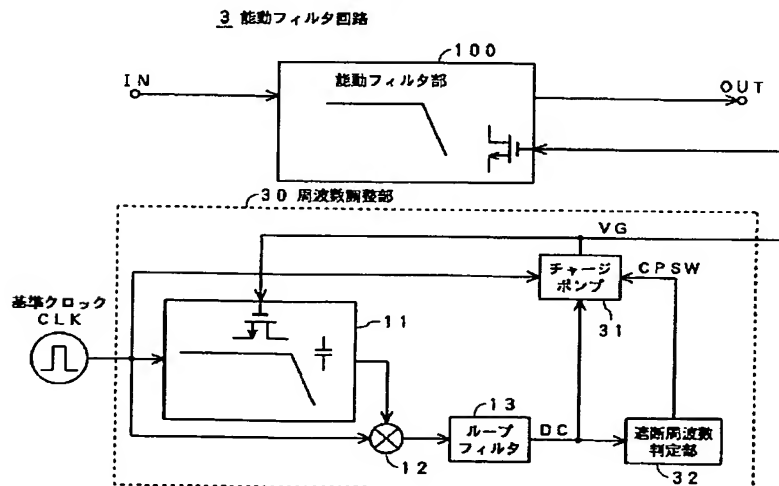 3 能動フィルタ回路
100
IN
能動フィルタ部
OUT
30 周波数調整部
VG
チャージ
ポンプ
CPSW
31
基準クロック
CLK
11
13
ループ
フィルタ
DC
12
遮断周波数
判定部
32